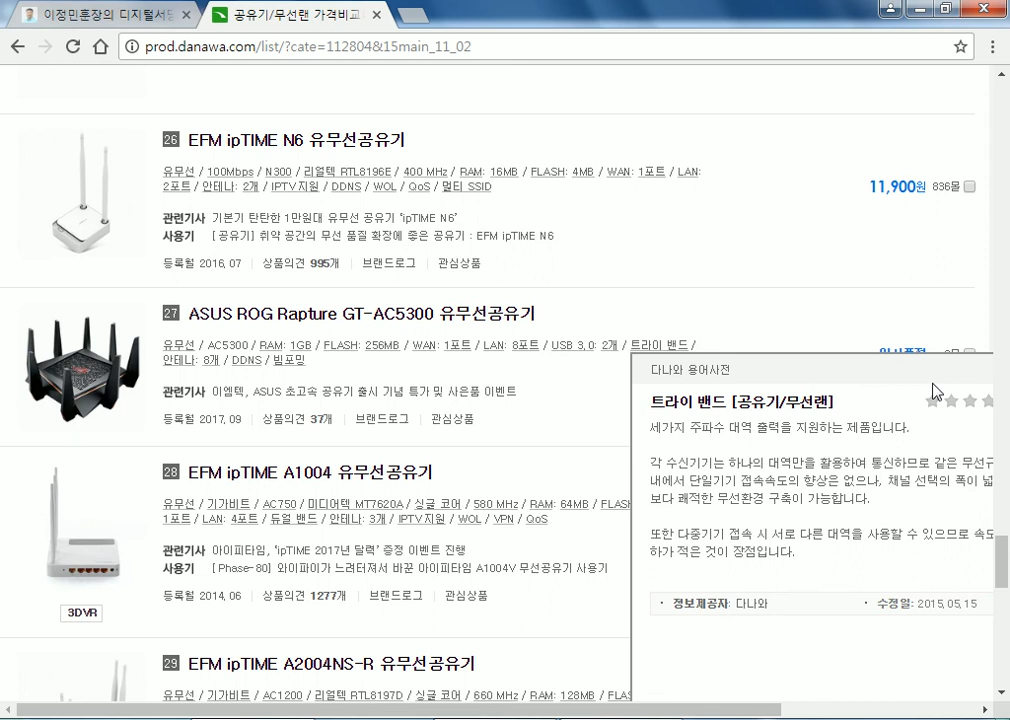 이정민훈장의 디지털서당
공유기/무선랜 가격비교
prod.danawa.com/list/?cate=112804&15main_11_02
26 EFM ipTIME N6 유무선공유기
유무선 / 100Mbps / N300 / 리얼텍 RTL8196E / 400 MHz / RAM: 16MB / FLASH: 4MB / WAN: 1포트 / LAN:
2포트 / 안테나: 2개 / IPTV지원 / DDNS / WOL / QoS / 멀티 SSID
11,900원 836몰
관련기사 기본기 탄탄한 1만원대 유무선 공유기 'ipTIME N6'
사용기 [공유기] 취약 공간의 무선 품질 확장에 좋은 공유기 : EFM ipTIME N6
등록월 2016.07 상품의견 995개 브랜드로그 관심상품
27 ASUS ROG Rapture GT-AC5300 유무선공유기
유무선 / AC5300 / RAM: 1GB / FLASH: 256MB / WAN: 1포트 / LAN: 8포트 / USB 3.0: 2개 / 트라이 밴드 /
안테나: 8개 / DDNS / 빔포밍
관련기사 이엠텍, ASUS 초고속 공유기 출시 기념 특가 및 사은품 이벤트
등록월 2017.09 상품의견 37개 브랜드로그 관심상품
다나와 용어사전
트라이 밴드 [공유기/무선랜]
세가지 주파수 대역 출력을 지원하는 제품입니다.
각 수신기기는 하나의 대역만을 활용하여 통신하므로 같은 무선규
내에서 단일기기 접속속도의 향상은 없으나, 채널 선택의 폭이 넓
보다 쾌적한 무선환경 구축이 가능합니다.
또한 다중기기 접속 시 서로 다른 대역을 사용할 수 있으므로 속도
하가 적은 것이 장점입니다.
· 정보제공자: 다나와 · 수정일: 2015.05.15
28 EFM ipTIME A1004 유무선공유기
유무선 / 기가비트 / AC750 / 미디어텍 MT7620A / 싱글 코어 / 580 MHz / RAM: 64MB / FLAS
1포트 / LAN: 4포트 / 듀얼 밴드 / 안테나: 3개 / IPTV지원 / WOL / VPN / QoS
관련기사 아이피타임, 'ipTIME 2017년 달력' 증정 이벤트 진행
사용기 [Phase-80] 와이파이가 느려터져서 바꾼 아이피타임 A1004V 무선공유기 사용기
등록월 2014.06 상품의견 1277개 브랜드로그 관심상품
3DVR
29 EFM ipTIME A2004NS-R 유무선공유기
유무선 / 기가비트 / AC1200 / 리얼텍 RTL8197D / 싱글 코어 / 660 MHz / RAM: 128MB / FLAS